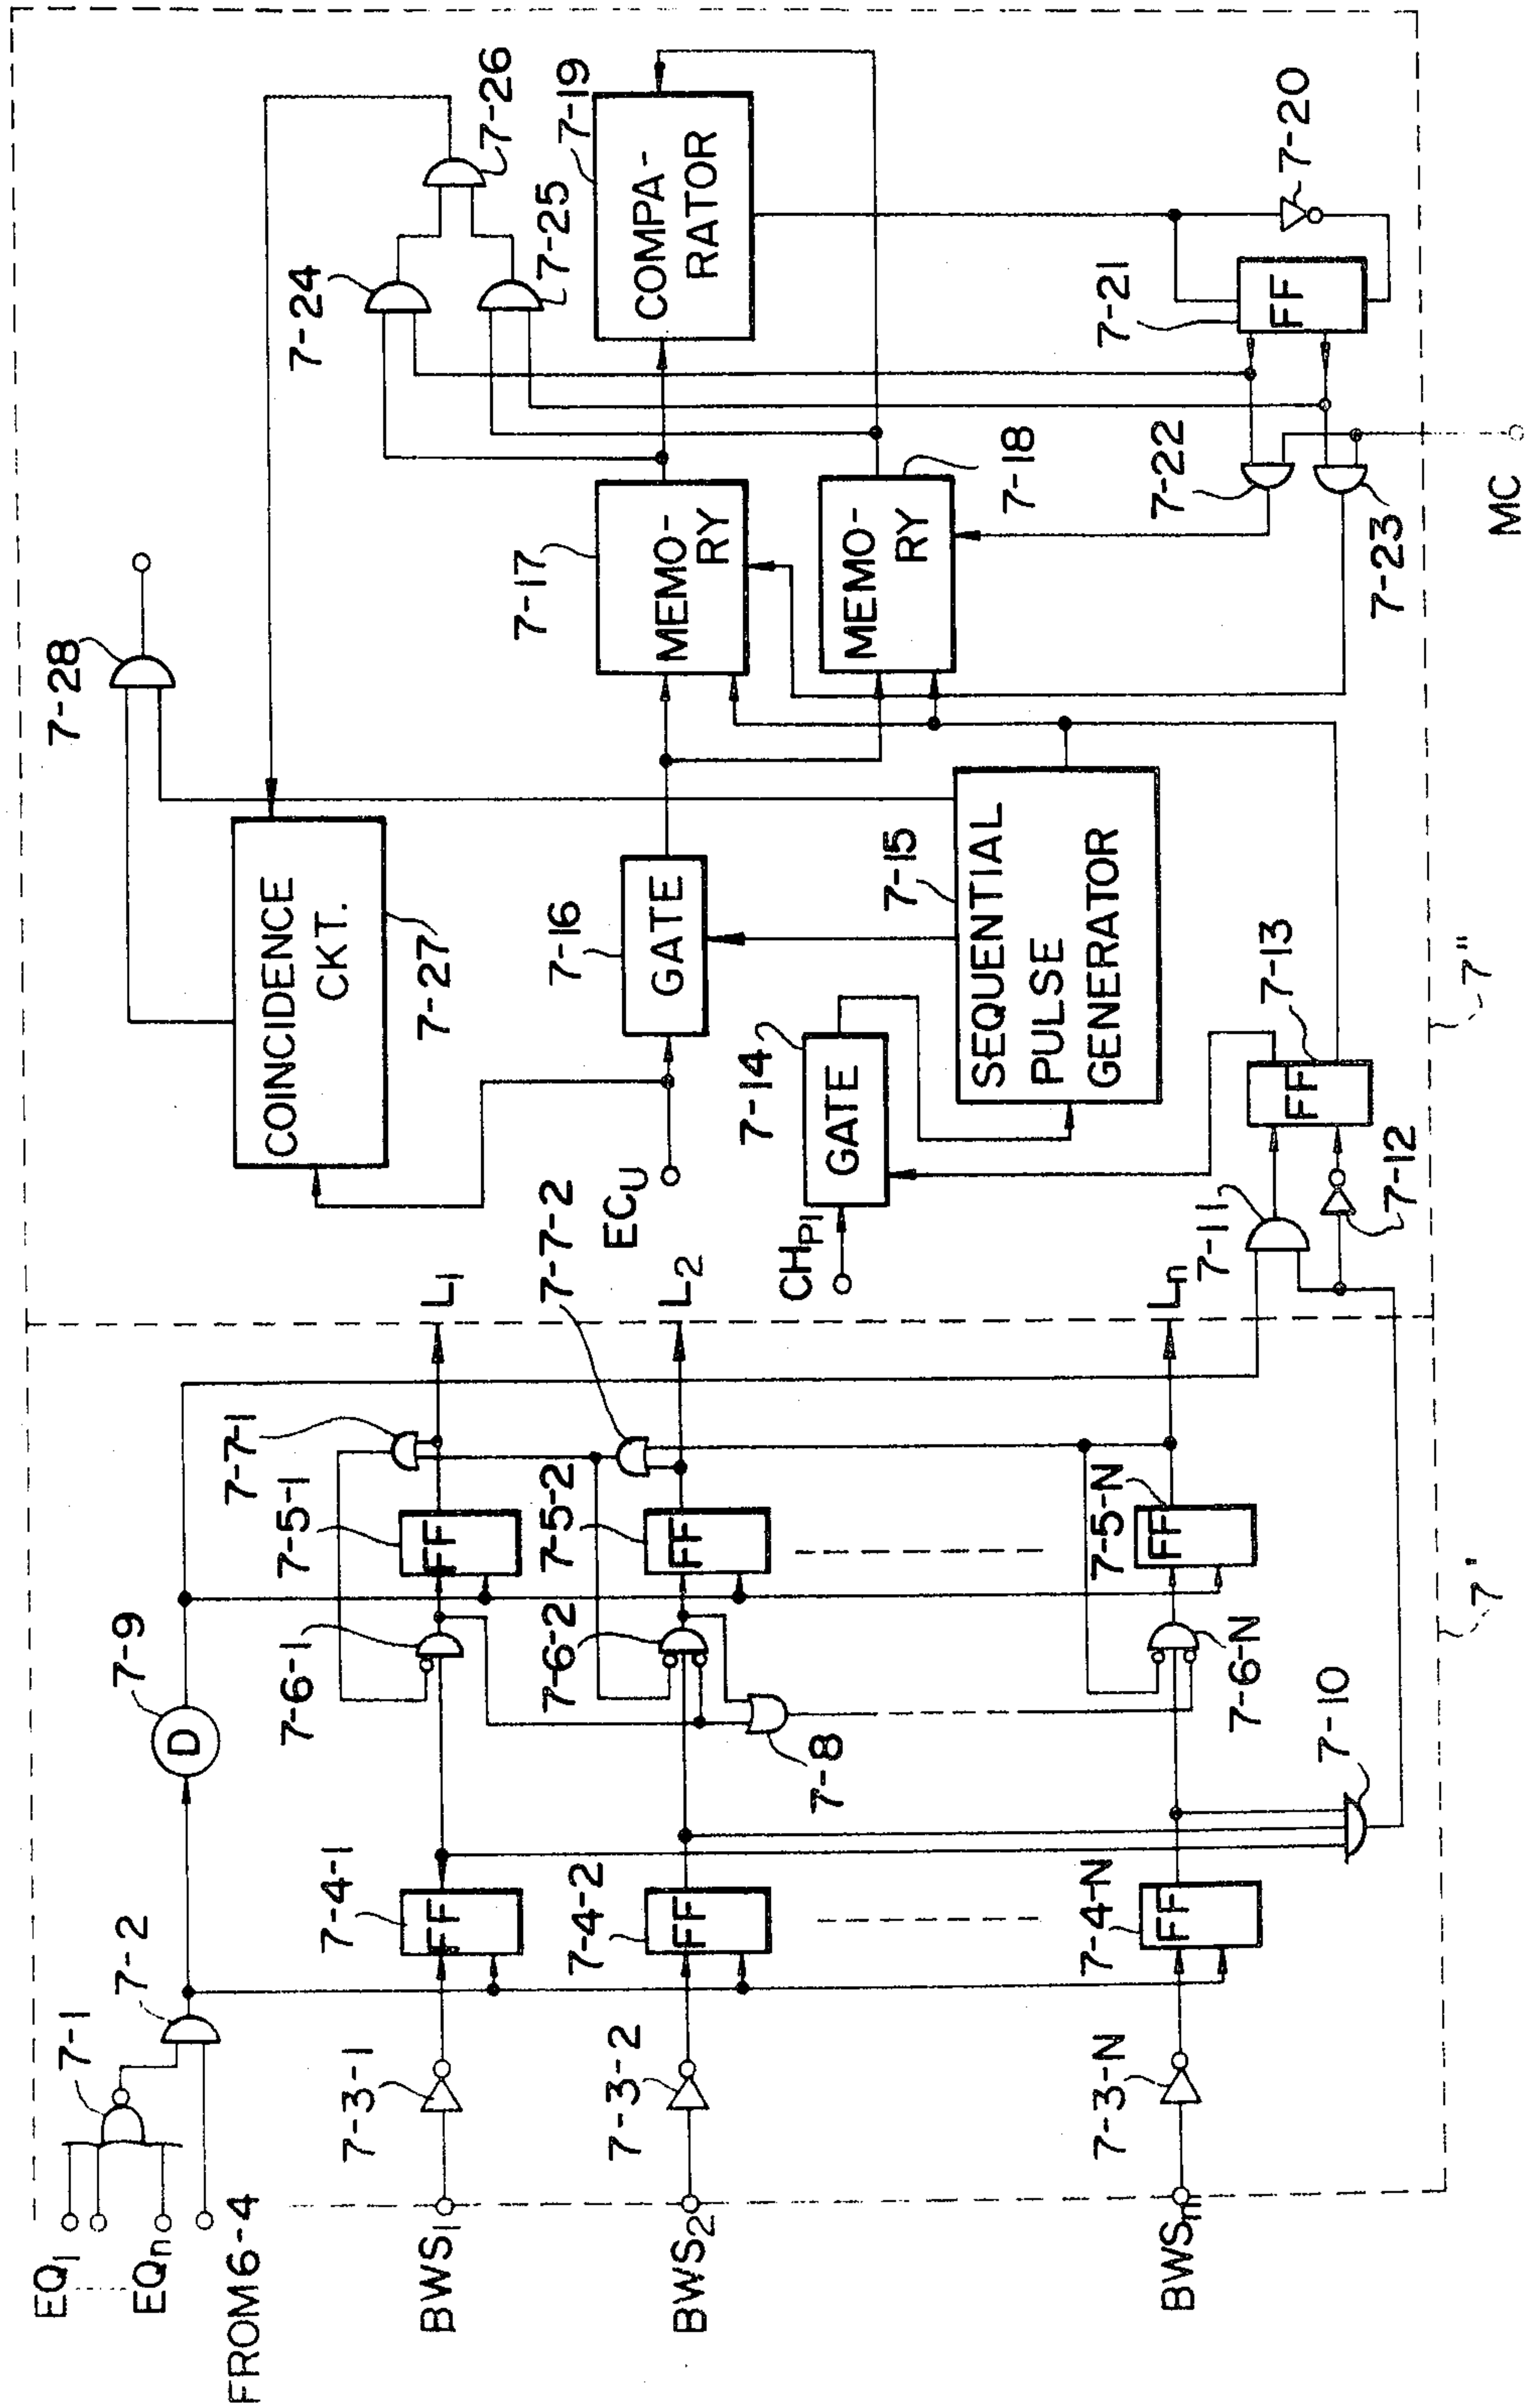 EQ1
EQn
FROM 6-4
7-1
7-2
7-9
D
BWS1
7-3-1
7-4-1
FF
7-6-1
7-5-1
FF
7-7-1
L1
BWS2
7-3-2
7-4-2
FF
7-6-2
7-5-2
FF
7-7-2
L2
7-8
BWSn
7-3-N
7-4-N
FF
7-6-N
7-5-N
FF
Ln
7-10
7'
7-28
COINCIDENCE
CKT.
7-27
ECU
7-16
GATE
CHP1
7-14
GATE
7-15
SEQUENTIAL
PULSE
GENERATOR
7-11
7-12
7-13
FF
7"
7-17
MEMO-
RY
7-18
MEMO-
RY
7-24
7-25
7-26
7-19
COMPA-
RATOR
7-20
7-21
FF
7-22
7-23
MC